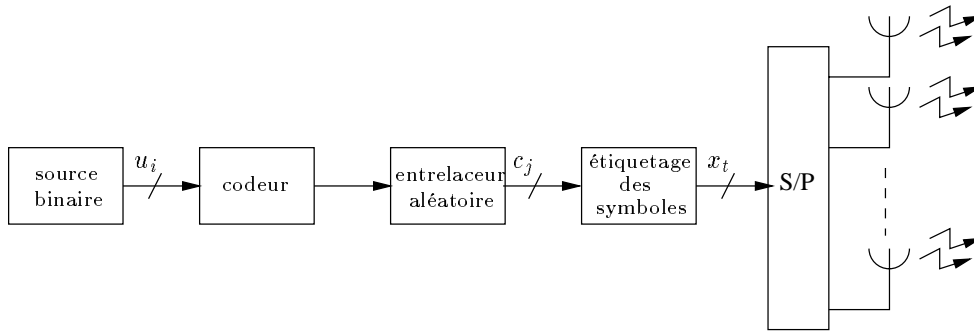 source
binaire
u_i
codeur
entrelaceur
aléatoire
c_j
étiquetage
des
symboles
x_t
S/P